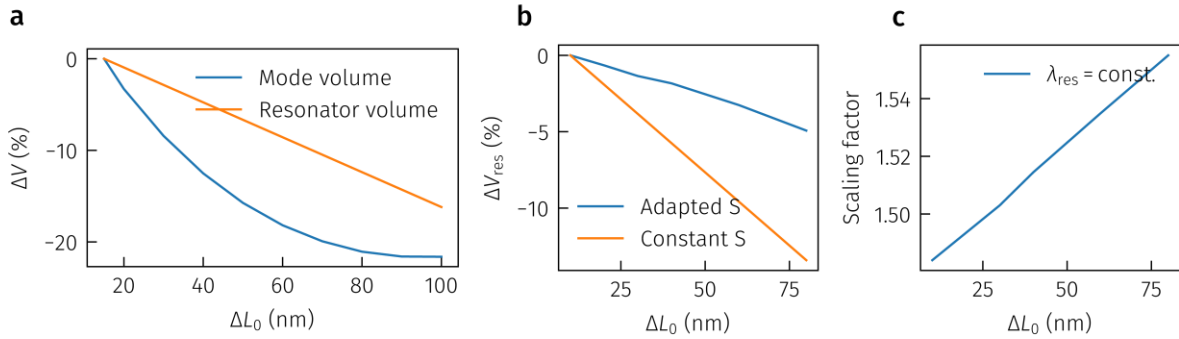 a
0
−10
−20
ΔV (%)
Mode volume
Resonator volume
20 40 60 80 100
ΔL₀ (nm)
b
0
−5
−10
ΔV_res (%)
Adapted S
Constant S
25 50 75
ΔL₀ (nm)
c
1.54
1.52
1.50
Scaling factor
λ_res = const.
25 50 75
ΔL₀ (nm)